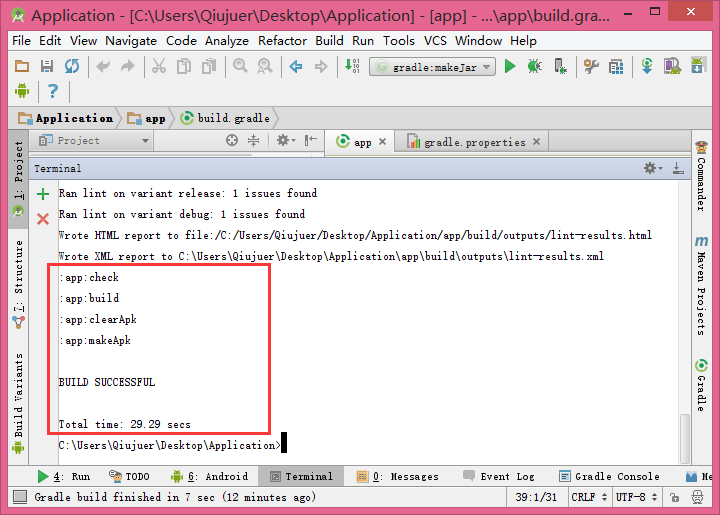 Application - [C:\Users\Qiujuer\Desktop\Application] - [app] - ...\app\build.gra...
File Edit View Navigate Code Analyze Refactor Build Run Tools VCS Window Help
gradle:makeJar
Application app build.gradle
Project
app
gradle.properties
Terminal
1: Project
7: Structure
Build Variants
Ran lint on variant release: 1 issues found
Ran lint on variant debug: 1 issues found
Wrote HTML report to file:/C:/Users/Qiujuer/Desktop/Application/app/build/outputs/lint-results.html
Wrote XML report to C:\Users\Qiujuer\Desktop\Application\app\build\outputs\lint-results.xml
:app:check
:app:build
:app:clearApk
:app:makeApk
BUILD SUCCESSFUL
Total time: 29.29 secs
C:\Users\Qiujuer\Desktop\Application>
Commander
m Maven Projects
Gradle
4: Run TODO 6: Android Terminal 0: Messages Event Log Gradle Console Me
Gradle build finished in 7 sec (12 minutes ago) 39:1/31 CRLF UTF-8